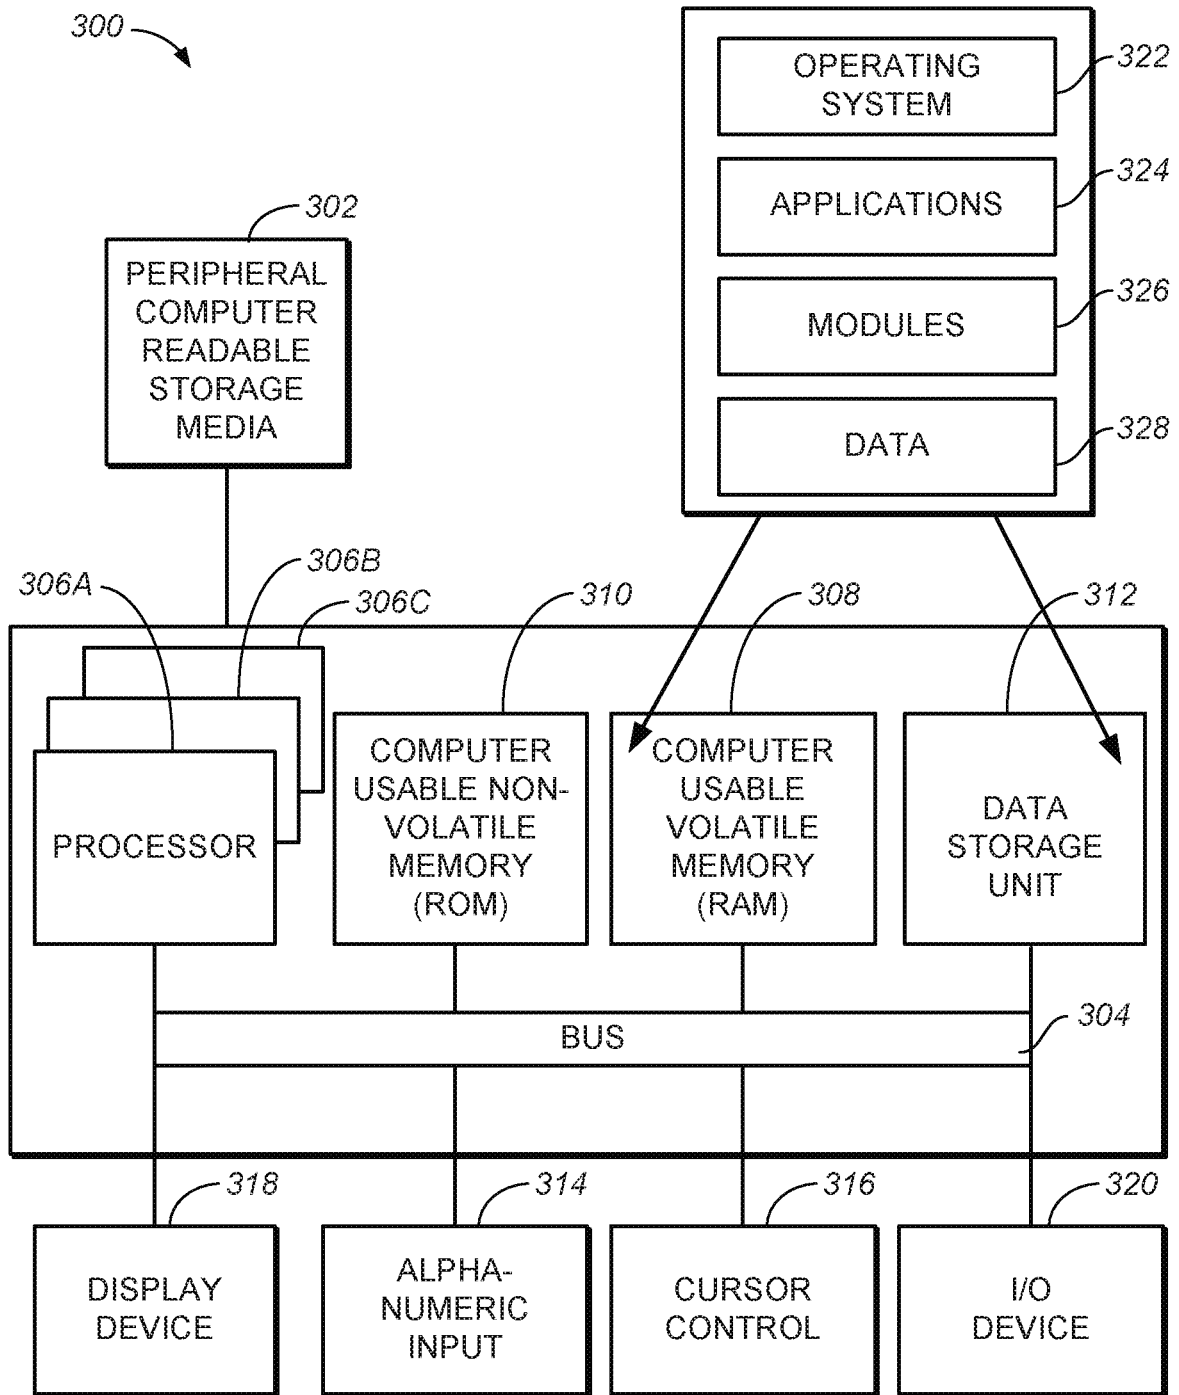 300
OPERATING
SYSTEM
322
APPLICATIONS
324
MODULES
326
DATA
328
302
PERIPHERAL
COMPUTER
READABLE
STORAGE
MEDIA
306A
306B
306C
310
308
312
PROCESSOR
COMPUTER
USABLE NON-
VOLATILE
MEMORY
(ROM)
COMPUTER
USABLE
VOLATILE
MEMORY
(RAM)
DATA
STORAGE
UNIT
BUS
304
318
314
316
320
DISPLAY
DEVICE
ALPHA-
NUMERIC
INPUT
CURSOR
CONTROL
I/O
DEVICE